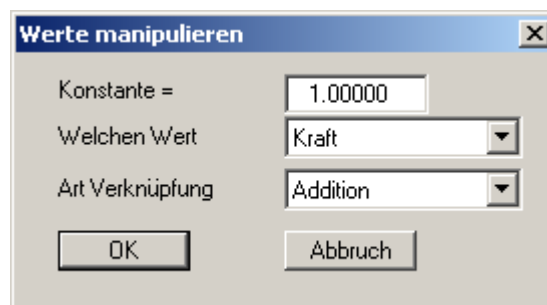 Werte manipulieren
Konstante = 1.00000
Welchen Wert Kraft
Art Verknüpfung Addition
OK Abbruch